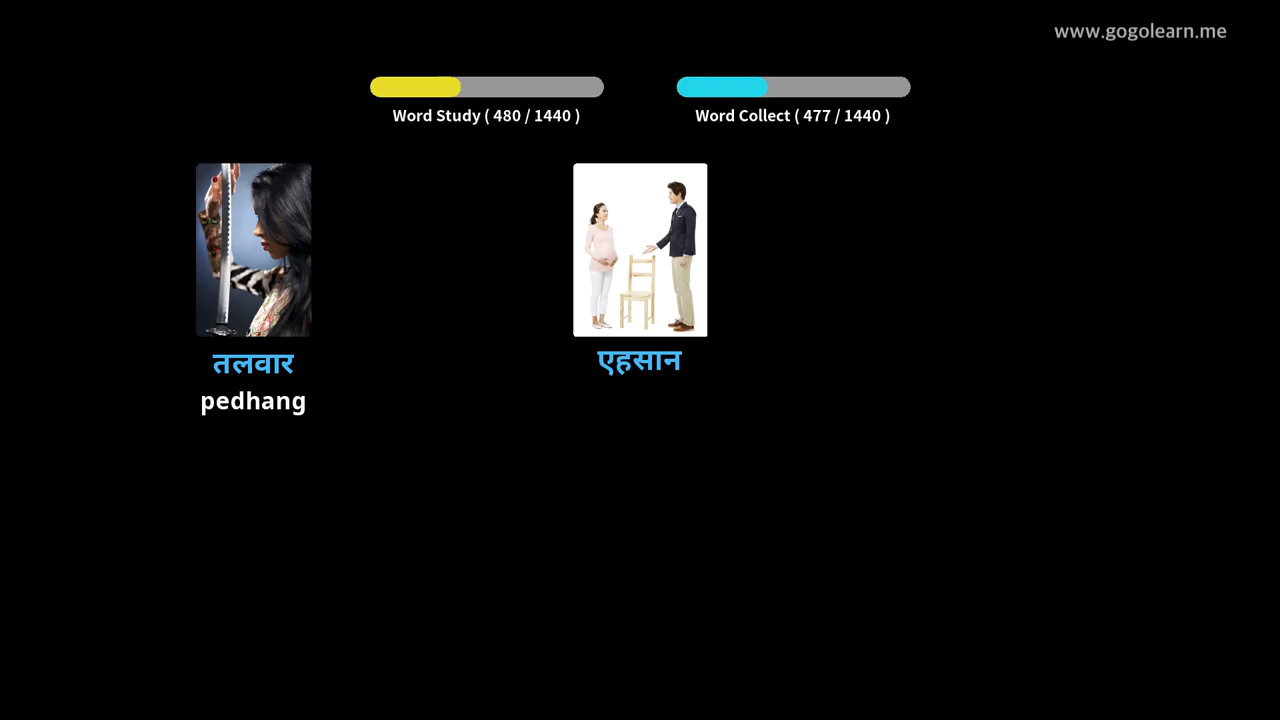 www.gogolearn.me
Word Study ( 480 / 1440 )
Word Collect ( 477 / 1440 )
तलवार
pedhang
एहसान